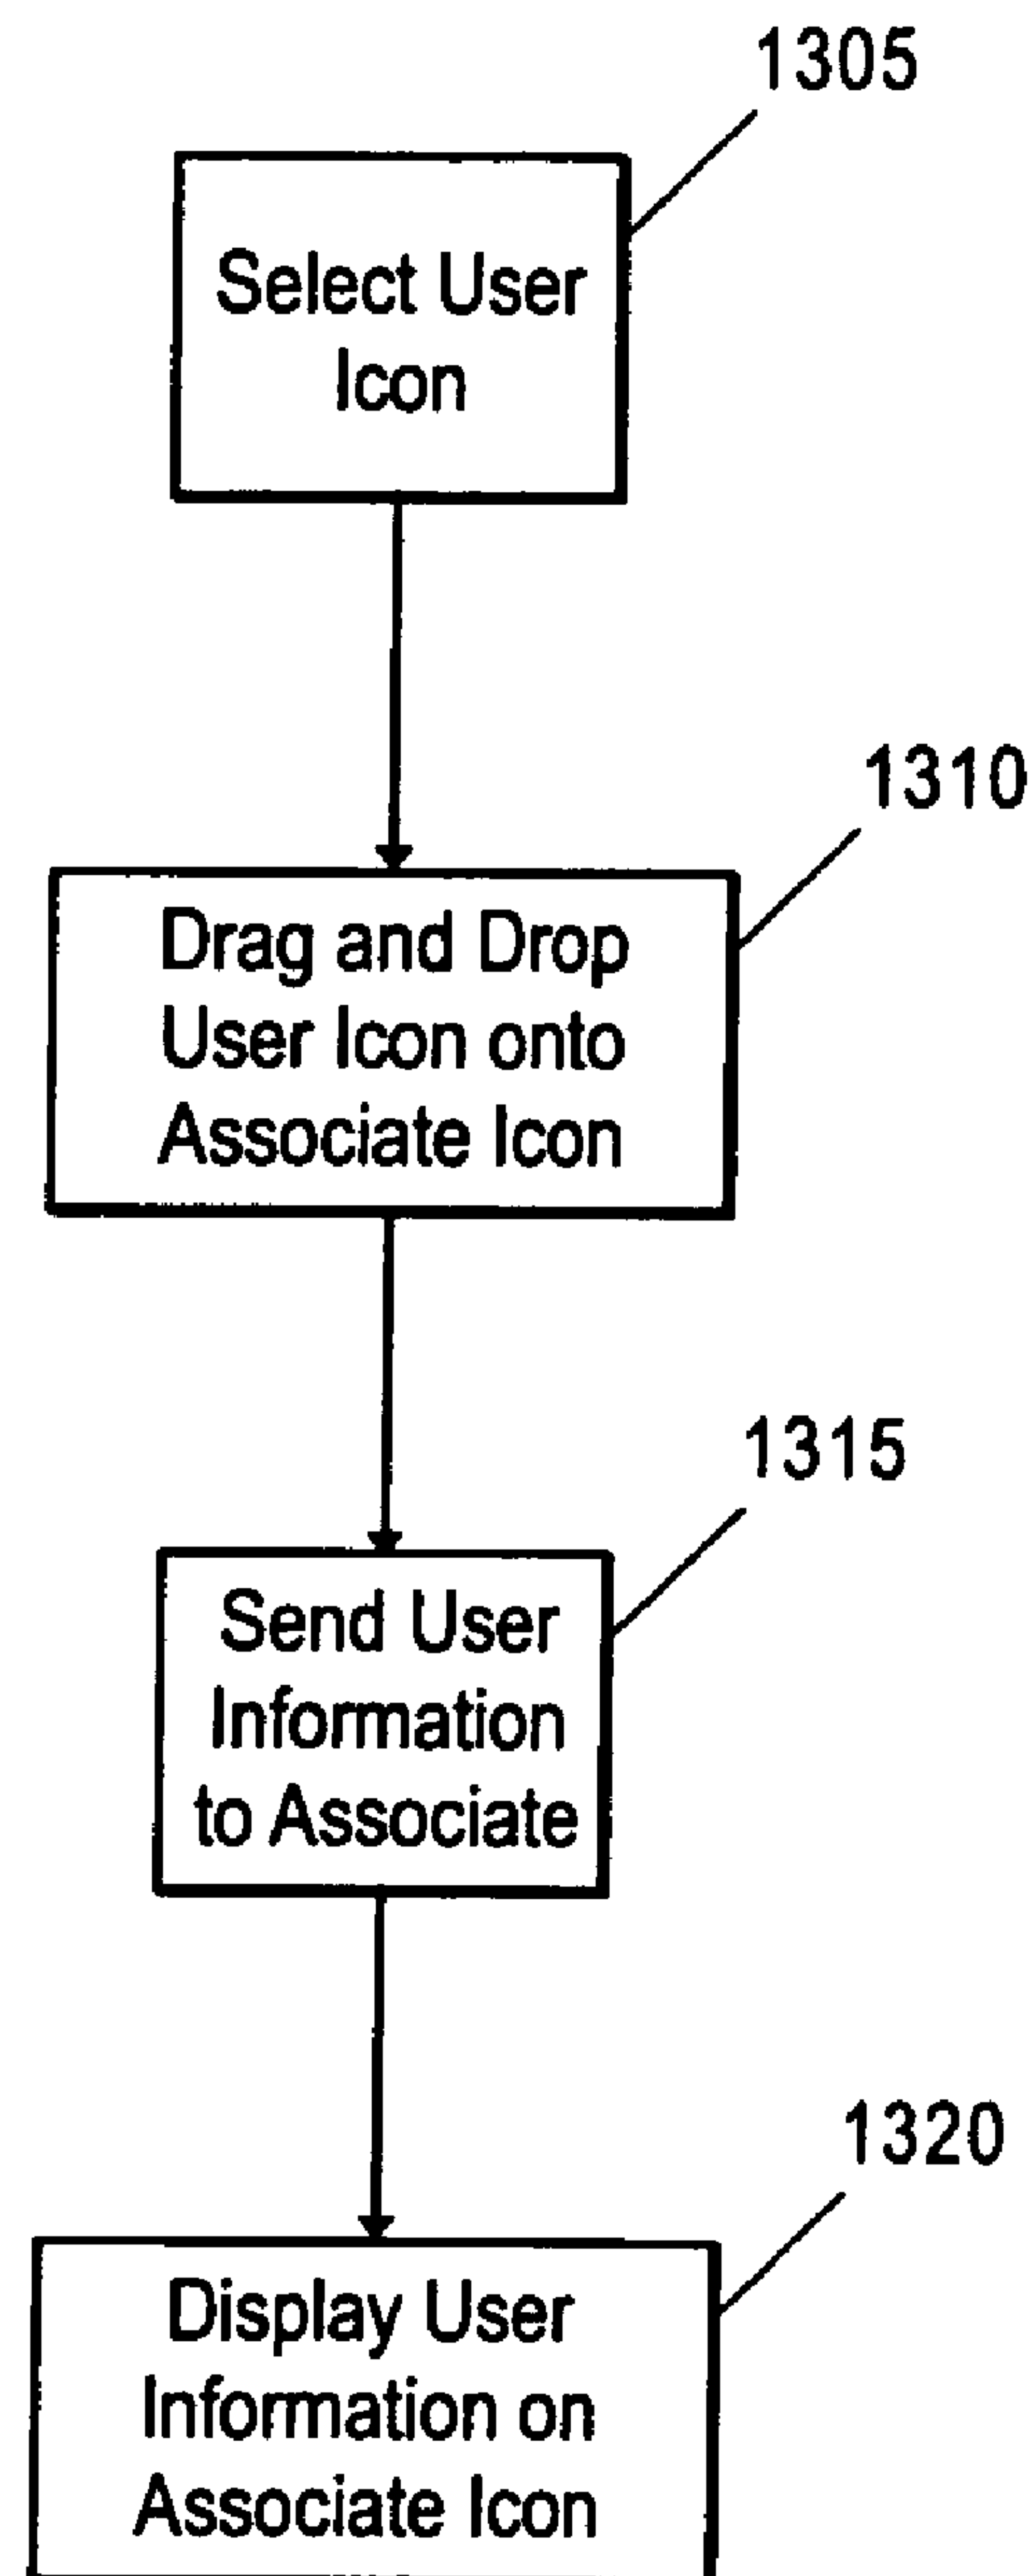 1305
Select User
Icon
1310
Drag and Drop
User Icon onto
Associate Icon
1315
Send User
Information
to Associate
1320
Display User
Information on
Associate Icon